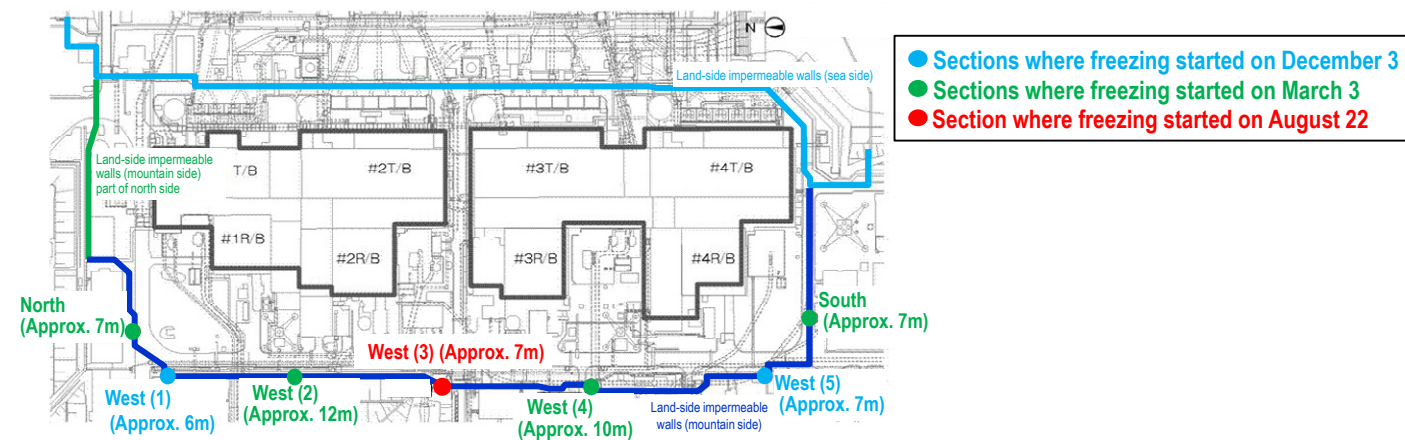 N
Land-side impermeable walls (sea side)
Sections where freezing started on December 3
Sections where freezing started on March 3
Section where freezing started on August 22
Land-side impermeable
walls (mountain side)
part of north side
T/B
#2T/B
#3T/B
#4T/B
#1R/B
#2R/B
#3R/B
#4R/B
North
(Approx. 7m)
South
(Approx. 7m)
West (3) (Approx. 7m)
West (1)
(Approx. 6m)
West (2)
(Approx. 12m)
West (4)
(Approx. 10m)
Land-side impermeable
walls (mountain side)
West (5)
(Approx. 7m)